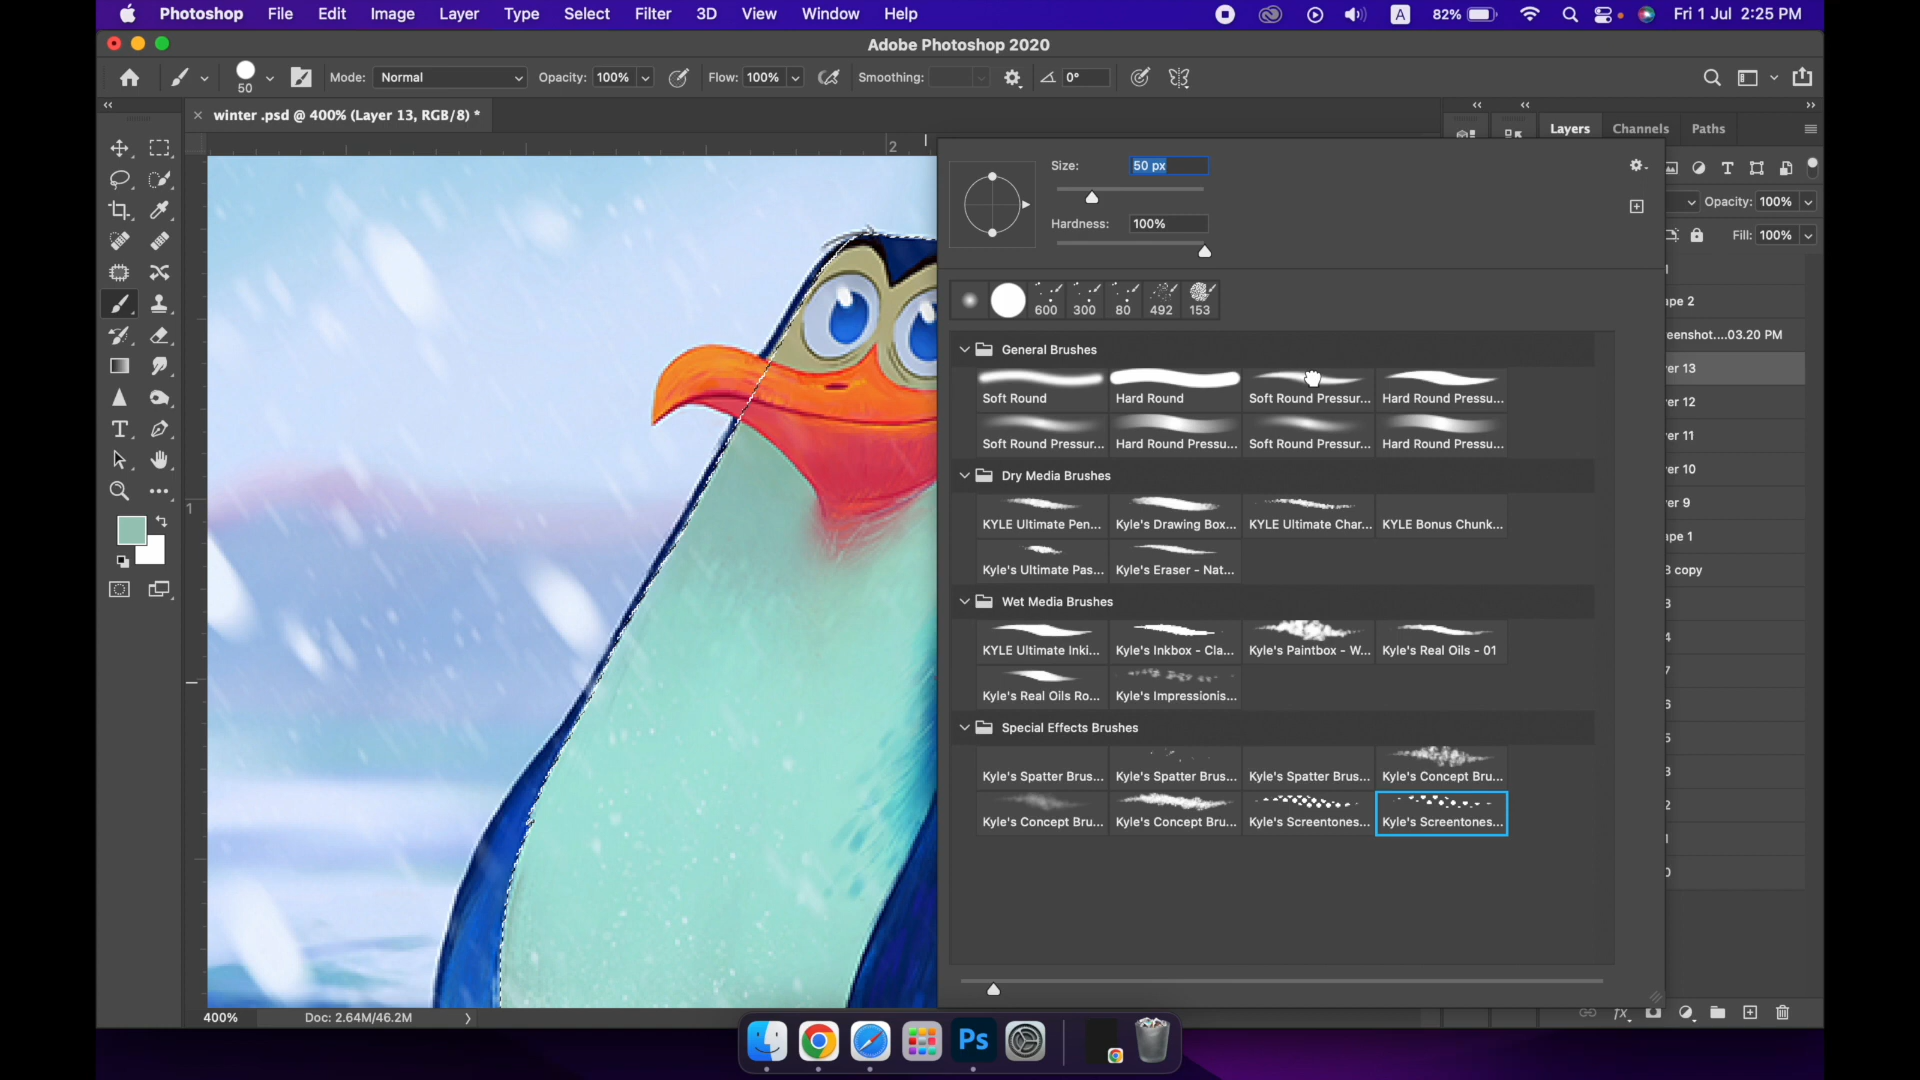 Photoshop File Edit Image Layer Type Select Filter 3D View Window Help A 82% Fri 1 Jul 2:25 PM
Adobe Photoshop 2020
50 Mode: Normal Opacity: 100% Flow: 100% Smoothing: 0°
winter .psd @ 400% (Layer 13, RGB/8) *
Layers Channels Paths
2
1
Size: 50 px
Hardness: 100%
Opacity: 100%
Fill: 100%
600 300 80 492 153
General Brushes
Soft Round Hard Round Soft Round Pressur... Hard Round Pressu...
Soft Round Pressur... Hard Round Pressu... Soft Round Pressur... Hard Round Pressu...
Dry Media Brushes
KYLE Ultimate Pen... Kyle's Drawing Box... KYLE Ultimate Char... KYLE Bonus Chunk...
Kyle's Ultimate Pas... Kyle's Eraser - Nat...
Wet Media Brushes
KYLE Ultimate Inki... Kyle's Inkbox - Cla... Kyle's Paintbox - W... Kyle's Real Oils - 01
Kyle's Real Oils Ro... Kyle's Impressionis...
Special Effects Brushes
Kyle's Spatter Brus... Kyle's Spatter Brus... Kyle's Spatter Brus... Kyle's Concept Bru...
Kyle's Concept Bru... Kyle's Concept Bru... Kyle's Screentones... Kyle's Screentones...
ape 2
eenshot....03.20 PM
er 13
er 12
er 11
er 10
er 9
ape 1
3 copy
400% Doc: 2.64M/46.2M
fx
Ps